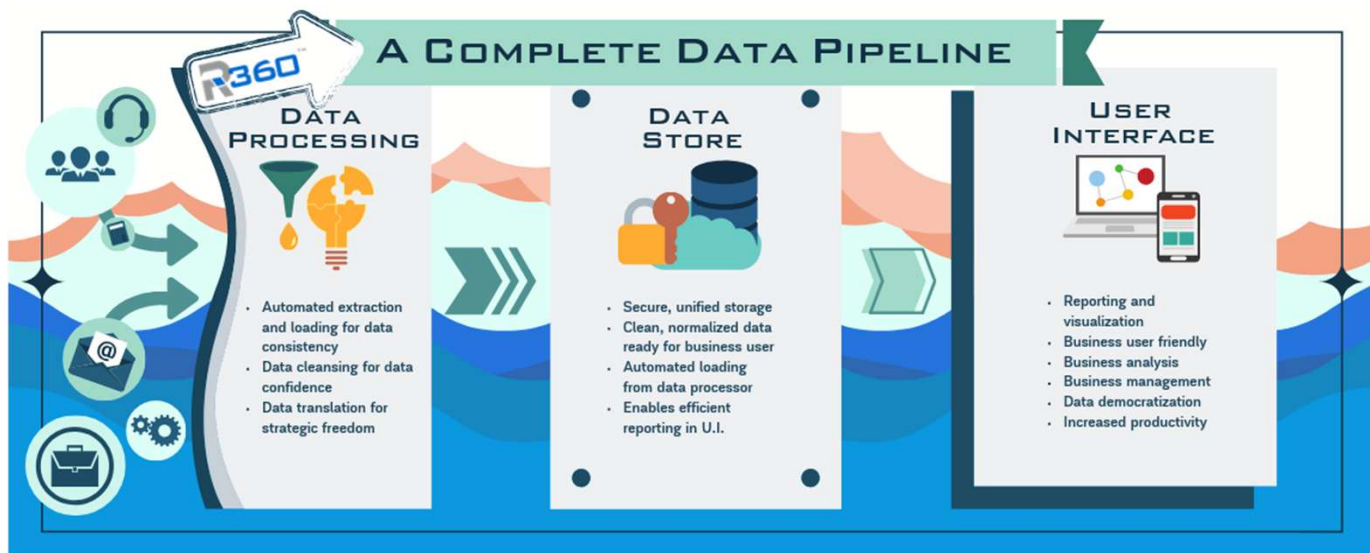 R360™
A COMPLETE DATA PIPELINE
DATA
PROCESSING
• Automated extraction
and loading for data
consistency
• Data cleansing for data
confidence
• Data translation for
strategic freedom
DATA
STORE
• Secure, unified storage
• Clean, normalized data
ready for business user
• Automated loading
from data processor
• Enables efficient
reporting in U.I.
USER
INTERFACE
• Reporting and
visualization
• Business user friendly
• Business analysis
• Business management
• Data democratization
• Increased productivity
@